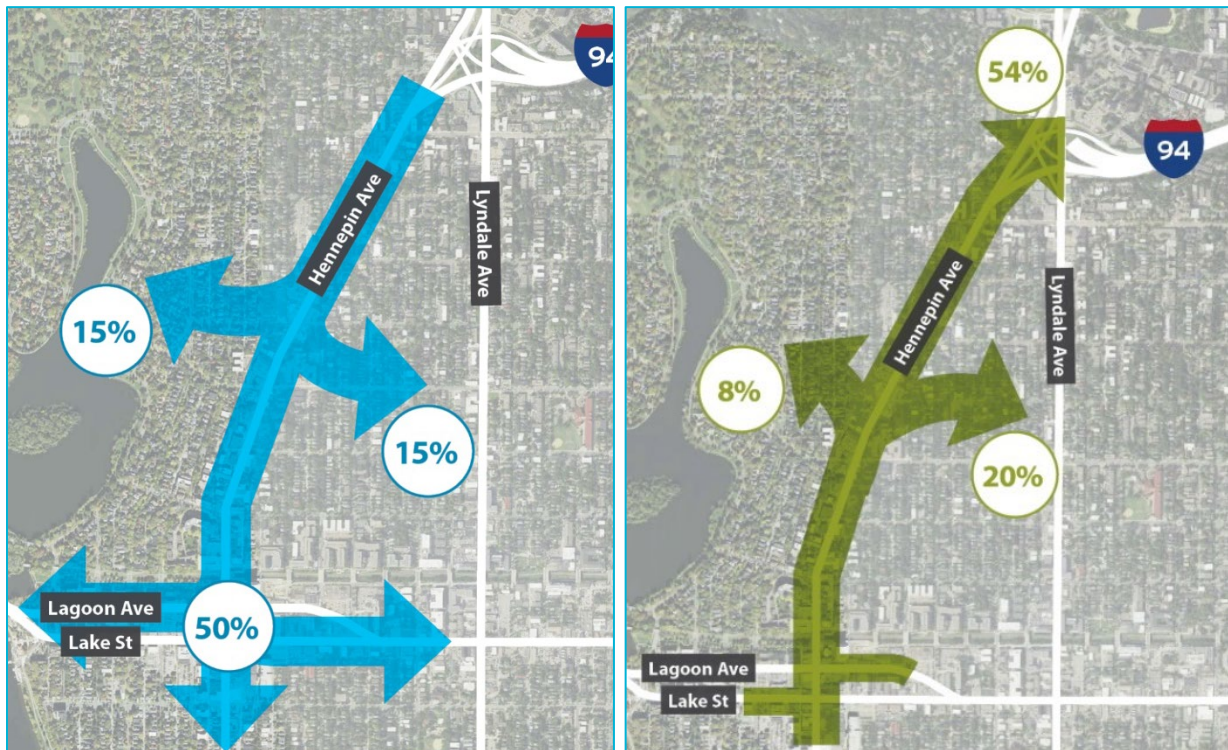 94
Hennepin Ave
Lyndale Ave
15%
15%
Lagoon Ave
Lake St
50%
54%
94
Hennepin Ave
Lyndale Ave
8%
20%
Lagoon Ave
Lake St